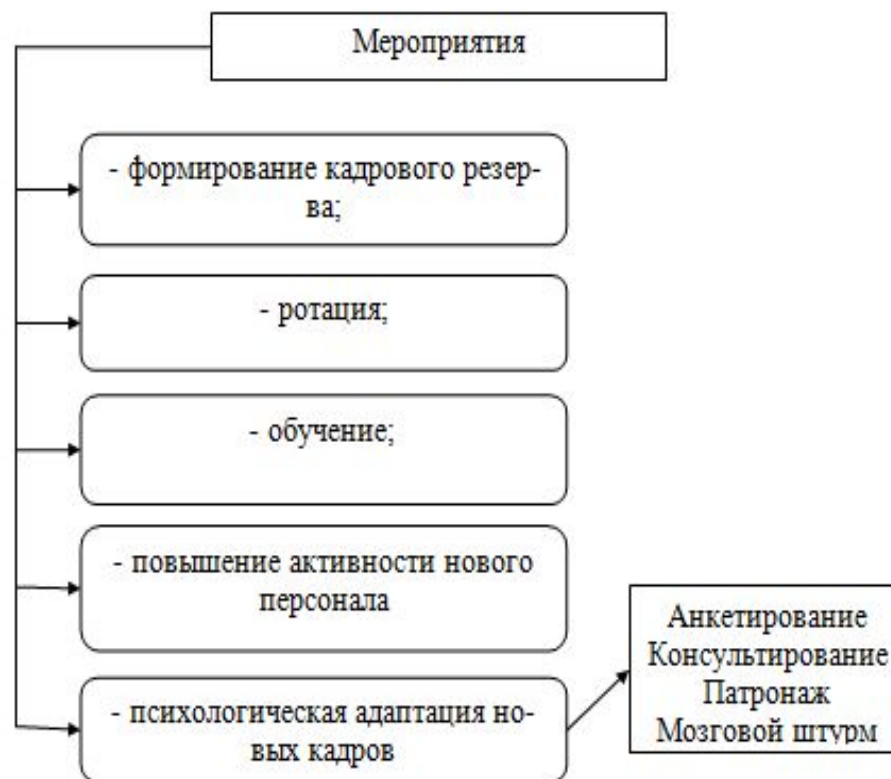 Мероприятия
- формирование кадрового резер-
ва;
- ротация;
- обучение;
- повышение активности нового
персонала
- психологическая адаптация но-
вых кадров
Анкетирование
Консультирование
Патронаж
Мозговой штурм